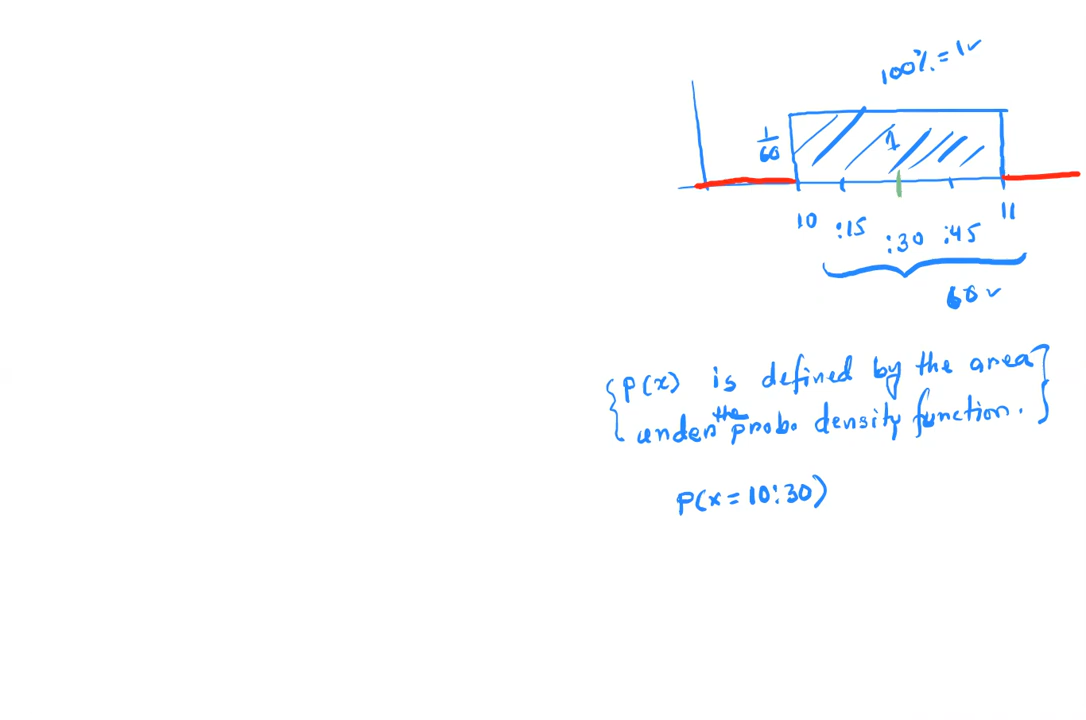 100% = 1✓
1/60
1
10 :15 :30 :45 11
60 ✓
{ P(x) is defined by the area
under the prob. density function. }
P(x = 10:30)